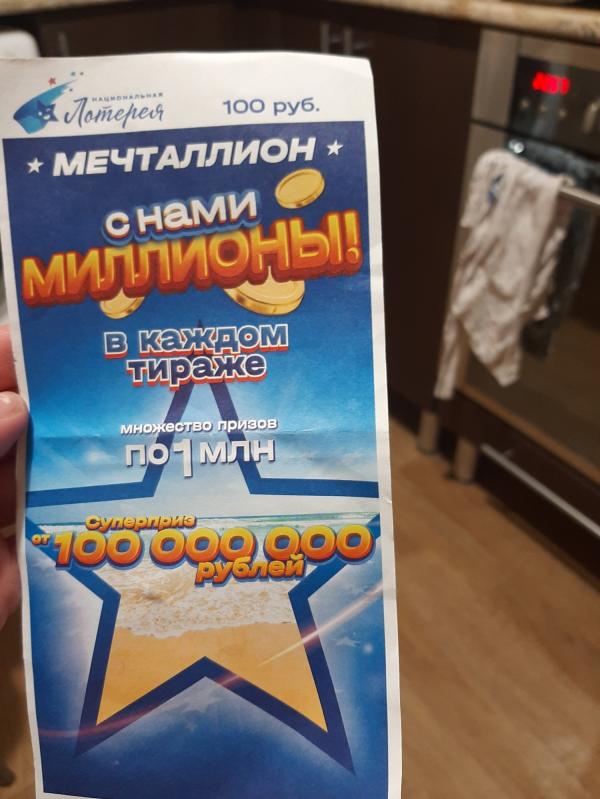 НАЦИОНАЛЬНАЯ
Лотерея
100 руб.
МЕЧТАЛЛИОН
с нами
МИЛЛИОНЫ!
в каждом
тираже
множество призов
по 1 млн
Суперприз
от 100 000 000
рублей